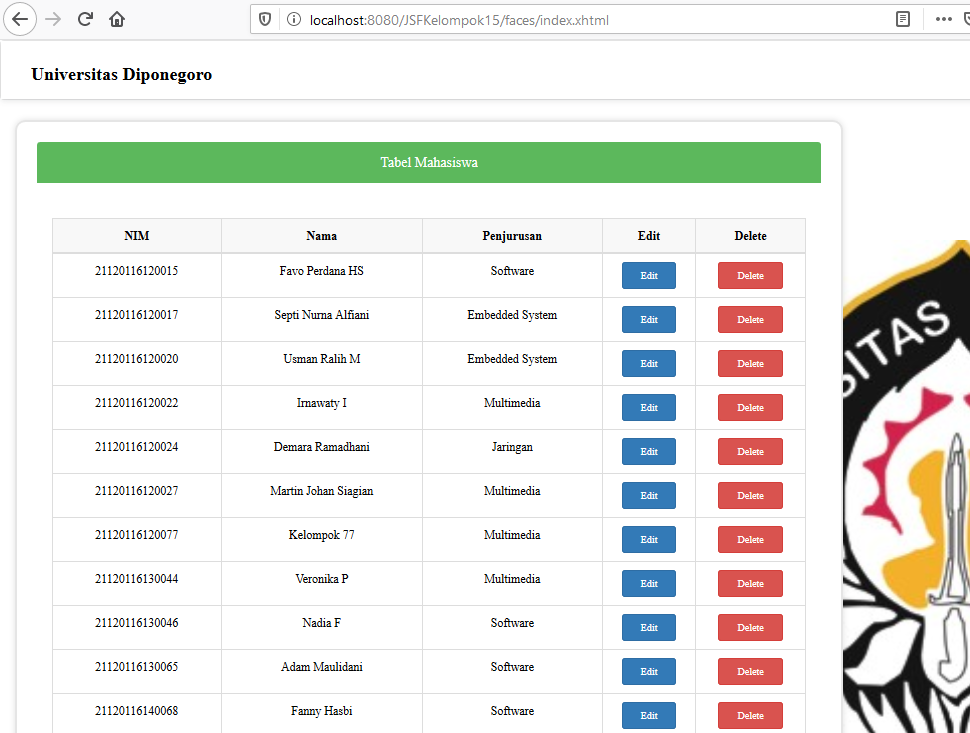 localhost:8080/JSFKelompok15/faces/index.xhtml
Universitas Diponegoro
Tabel Mahasiswa
NIM Nama Penjurusan Edit Delete
21120116120015 Favo Perdana HS Software Edit Delete
21120116120017 Septi Nurna Alfiani Embedded System Edit Delete
21120116120020 Usman Ralih M Embedded System Edit Delete
21120116120022 Irnawaty I Multimedia Edit Delete
21120116120024 Demara Ramadhani Jaringan Edit Delete
21120116120027 Martin Johan Siagian Multimedia Edit Delete
21120116120077 Kelompok 77 Multimedia Edit Delete
21120116130044 Veronika P Multimedia Edit Delete
21120116130046 Nadia F Software Edit Delete
21120116130065 Adam Maulidani Software Edit Delete
21120116140068 Fanny Hasbi Software Edit Delete
SITAS